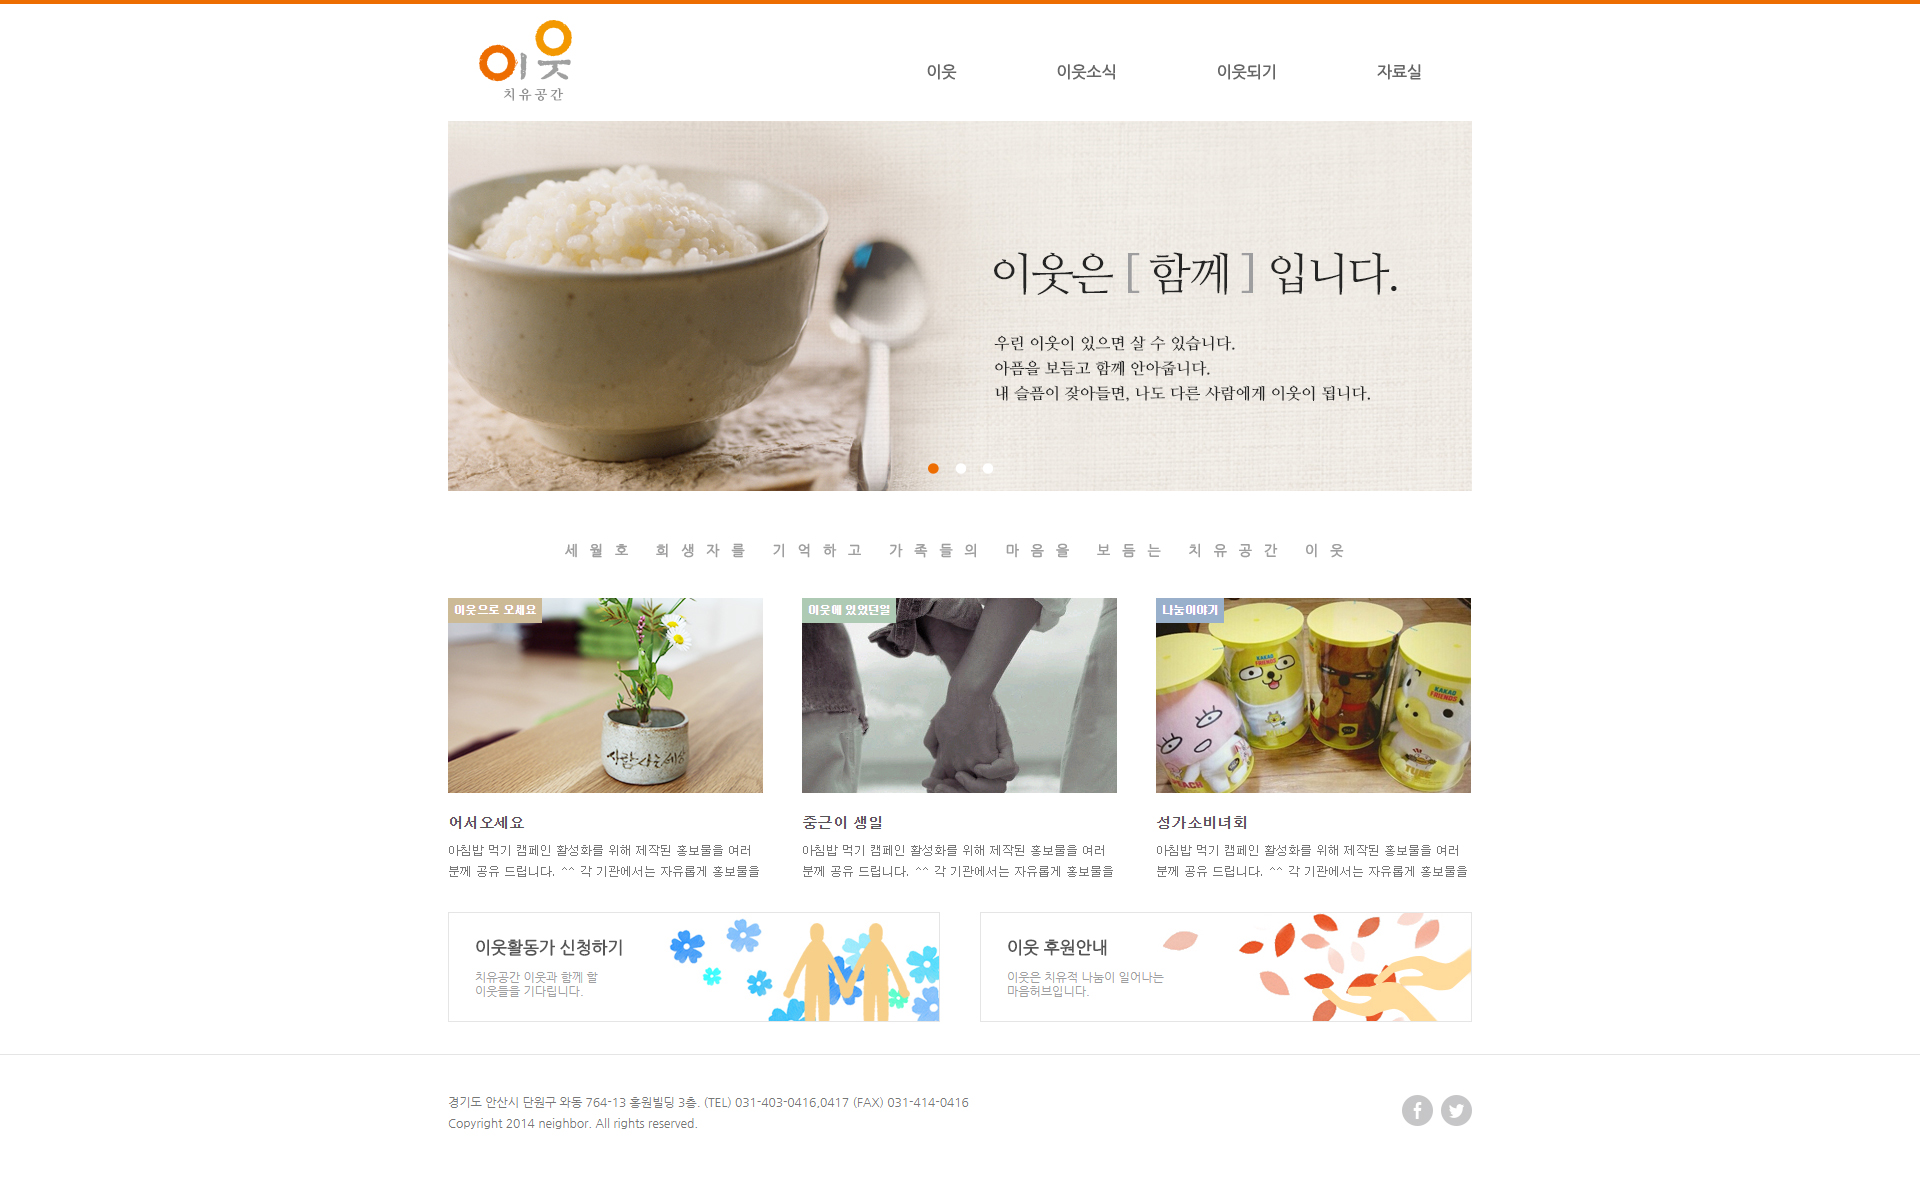 이웃
치유공간
이웃
이웃소식
이웃되기
자료실
이웃은 [ 함께 ] 입니다.
우린 이웃이 있으면 살 수 있습니다.
아픔을 보듬고 함께 안아줍니다.
내 슬픔이 잦아들면, 나도 다른 사람에게 이웃이 됩니다.
세월호 희생자를 기억하고 가족들의 마음을 보듬는 치유공간 이웃
이웃으로 오세요
이웃에 있었던일
나눔이야기
사람사는세상
KAKAO FRIENDS
KAKAO FRIENDS
PEACH
TUBE
어서오세요
아침밥 먹기 캠페인 활성화를 위해 제작된 홍보물을 여러
분께 공유 드립니다. ^^ 각 기관에서는 자유롭게 홍보물을
중근이 생일
아침밥 먹기 캠페인 활성화를 위해 제작된 홍보물을 여러
분께 공유 드립니다. ^^ 각 기관에서는 자유롭게 홍보물을
성가소비녀회
아침밥 먹기 캠페인 활성화를 위해 제작된 홍보물을 여러
분께 공유 드립니다. ^^ 각 기관에서는 자유롭게 홍보물을
이웃활동가 신청하기
치유공간 이웃과 함께 할
이웃들을 기다립니다.
이웃 후원안내
이웃은 치유적 나눔이 일어나는
마음허브입니다.
경기도 안산시 단원구 와동 764-13 홍원빌딩 3층. (TEL) 031-403-0416,0417 (FAX) 031-414-0416
Copyright 2014 neighbor. All rights reserved.